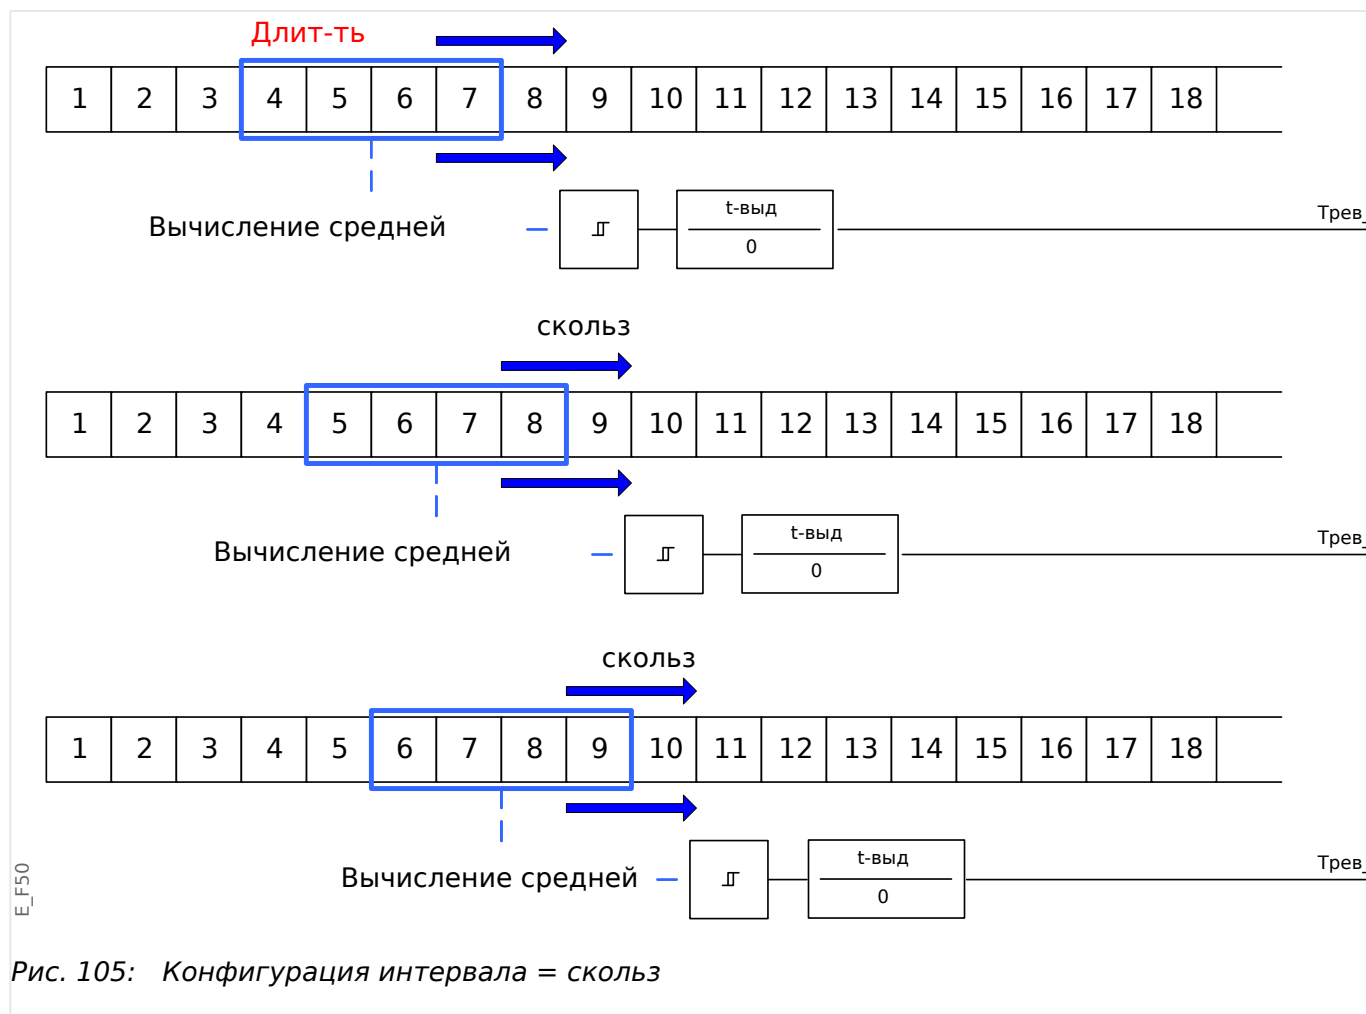 Длит-ть
1 2 3 4 5 6 7 8 9 10 11 12 13 14 15 16 17 18
Вычисление средней
t-выд
0
Трев_
скольз
1 2 3 4 5 6 7 8 9 10 11 12 13 14 15 16 17 18
Вычисление средней
t-выд
0
Трев_
скольз
1 2 3 4 5 6 7 8 9 10 11 12 13 14 15 16 17 18
Вычисление средней
t-выд
0
Трев_
E_F50
Рис. 105: Конфигурация интервала = скольз